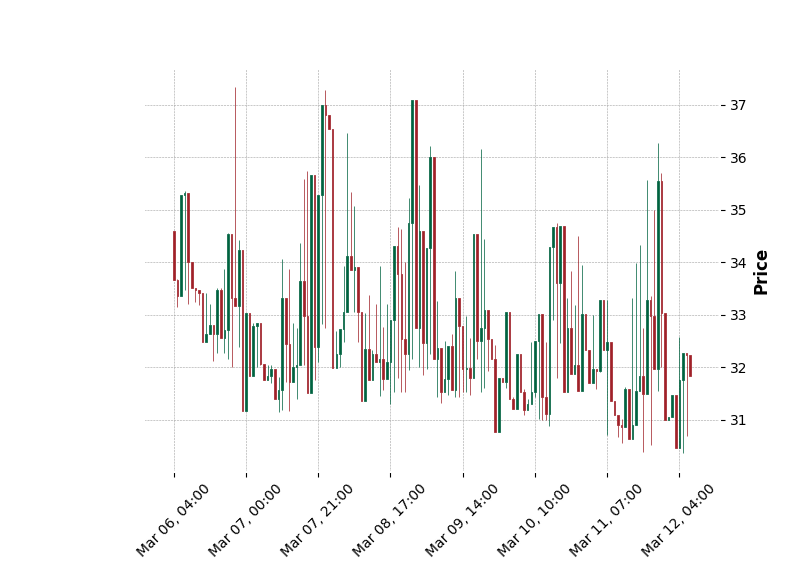 37
36
35
34
33
32
31
Price
Mar 06, 04:00
Mar 07, 00:00
Mar 07, 21:00
Mar 08, 17:00
Mar 09, 14:00
Mar 10, 10:00
Mar 11, 07:00
Mar 12, 04:00